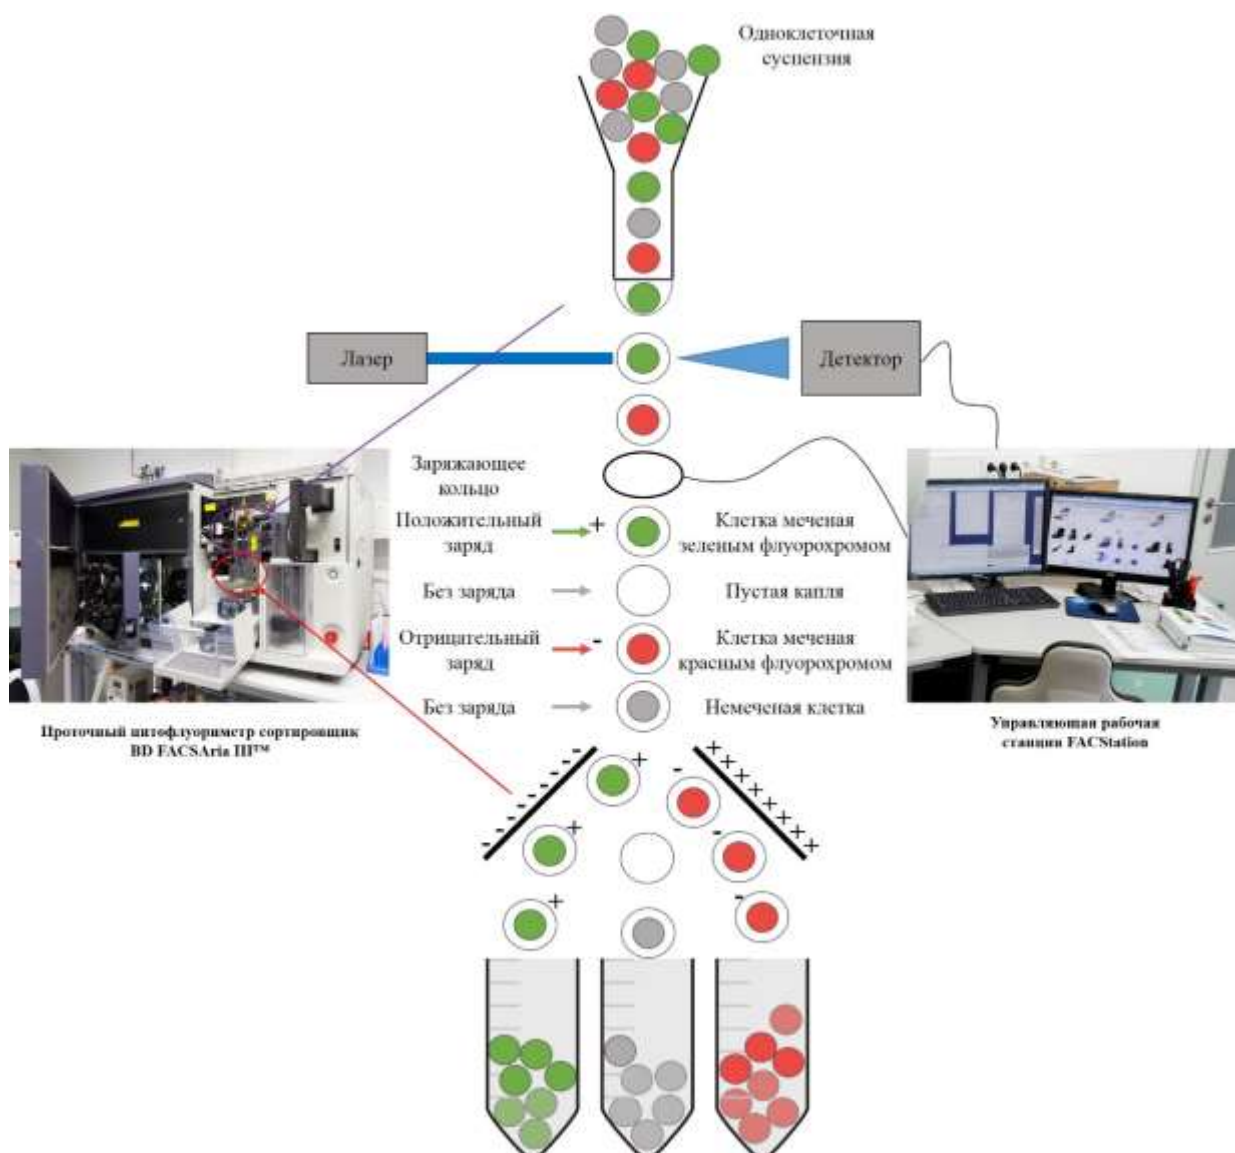 Одноклеточная
суспензия
Лазер
Детектор
Заряжающее
кольцо
Положительный
заряд
+
Клетка меченая
зеленым флуорохромом
Без заряда
Пустая капля
Отрицательный
заряд
-
Клетка меченая
красным флуорохромом
Без заряда
Немеченая клетка
Проточный цитофлуориметр сортировщик
BD FACSAria III™
Управляющая рабочая
станции FACStation
- - - - - - - -
+ + + + + + + + +
+
-
+
-
+
-